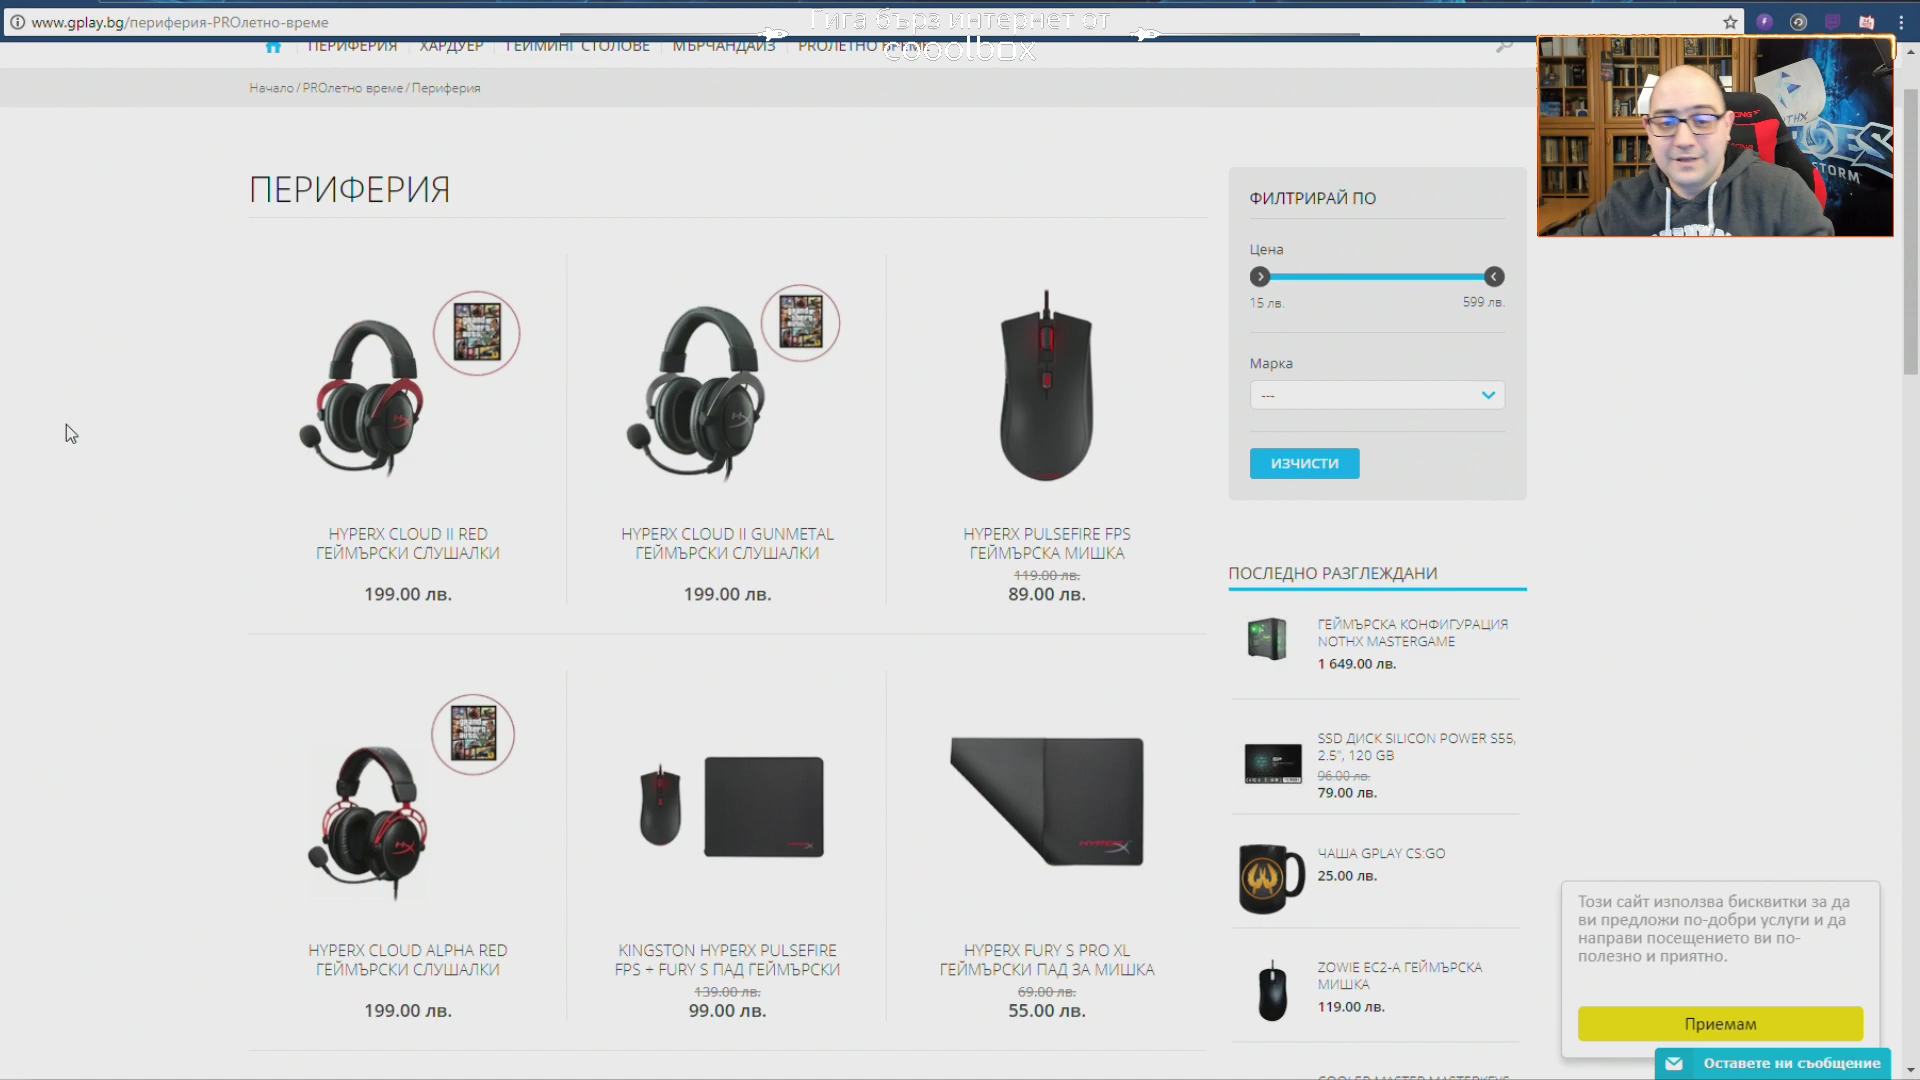 www.gplay.bg/периферия-PROлетно-време
Гига бърз интернет от
cooolbox
ПЕРИФЕРИЯ
ХАРДУЕР
ГЕЙМИНГ СТОЛОВЕ
МЪРЧАНДАЙЗ
PROЛЕТНО ВРЕМЕ
Начало / PROлетно време / Периферия
ПЕРИФЕРИЯ
HYPERX CLOUD II RED
ГЕЙМЪРСКИ СЛУШАЛКИ
199.00 лв.
HYPERX CLOUD II GUNMETAL
ГЕЙМЪРСКИ СЛУШАЛКИ
199.00 лв.
HYPERX PULSEFIRE FPS
ГЕЙМЪРСКА МИШКА
119.00 лв.
89.00 лв.
HYPERX CLOUD ALPHA RED
ГЕЙМЪРСКИ СЛУШАЛКИ
199.00 лв.
KINGSTON HYPERX PULSEFIRE
FPS + FURY S ПАД ГЕЙМЪРСКИ
139.00 лв.
99.00 лв.
HYPERX FURY S PRO XL
ГЕЙМЪРСКИ ПАД ЗА МИШКА
69.00 лв.
55.00 лв.
ФИЛТРИРАЙ ПО
Цена
15 лв.
599 лв.
Марка
---
ИЗЧИСТИ
ПОСЛЕДНО РАЗГЛЕЖДАНИ
ГЕЙМЪРСКА КОНФИГУРАЦИЯ
NOTHX MASTERGAME
1 649.00 лв.
SSD ДИСК SILICON POWER S55,
2.5", 120 GB
96.00 лв.
79.00 лв.
ЧАША GPLAY CS:GO
25.00 лв.
ZOWIE EC2-A ГЕЙМЪРСКА
МИШКА
119.00 лв.
COOLER MASTER MASTERKEYS
Този сайт използва бисквитки за да
ви предложи по-добри услуги и да
направи посещението ви по-
полезно и приятно.
Приемам
Оставете ни съобщение